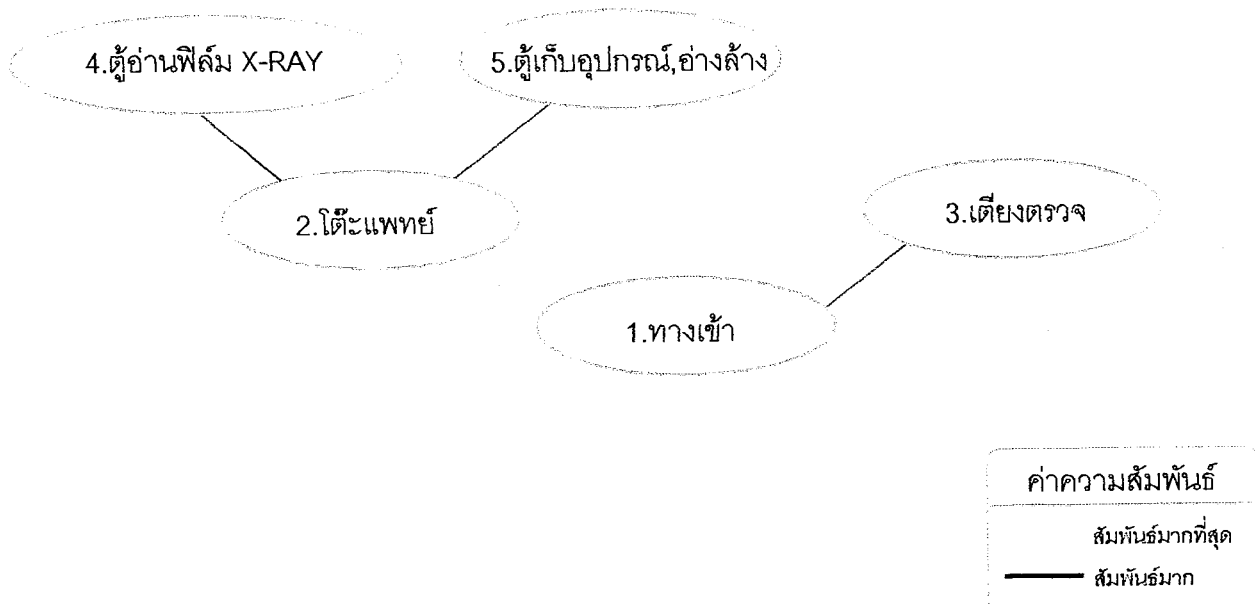 4.ตู้อ่านฟิล์ม X-RAY
5.ตู้เก็บอุปกรณ์,อ่างล้าง
2.โต๊ะแพทย์
3.เตียงตรวจ
1.ทางเข้า
ค่าความสัมพันธ์
สัมพันธ์มากที่สุด
สัมพันธ์มาก